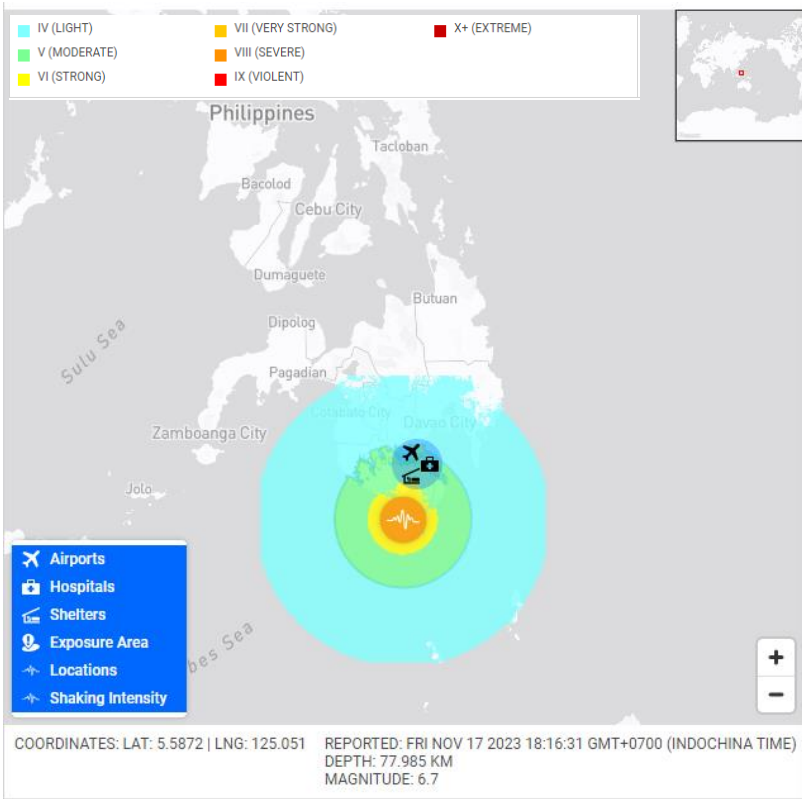 IV (LIGHT)
VII (VERY STRONG)
X+ (EXTREME)
V (MODERATE)
VIII (SEVERE)
VI (STRONG)
IX (VIOLENT)
Philippines
Tacloban
Bacolod
Cebu City
Dumaguete
Butuan
Dipolog
Sulu Sea
Pagadian
Cotabato City
Davao City
Zamboanga City
Jolo
Airports
Hospitals
Shelters
Exposure Area
bes Sea
Locations
Shaking Intensity
+
−
COORDINATES: LAT: 5.5872 | LNG: 125.051
REPORTED: FRI NOV 17 2023 18:16:31 GMT+0700 (INDOCHINA TIME)
DEPTH: 77.985 KM
MAGNITUDE: 6.7